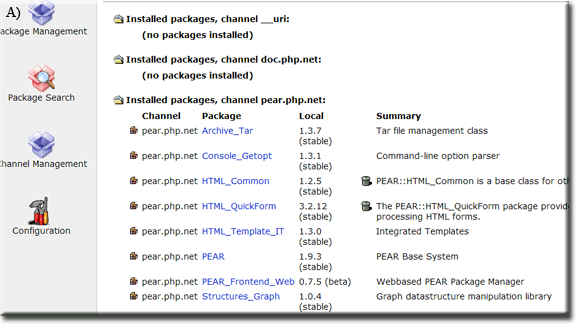 A)
Package Management
Package Search
Channel Management
Configuration
Installed packages, channel __uri:
(no packages installed)
Installed packages, channel doc.php.net:
(no packages installed)
Installed packages, channel pear.php.net:
Channel Package Local Summary
pear.php.net Archive_Tar 1.3.7 Tar file management class
(stable)
pear.php.net Console_Getopt 1.3.1 Command-line option parser
(stable)
pear.php.net HTML_Common 1.2.5 PEAR::HTML_Common is a base class for
(stable)
pear.php.net HTML_QuickForm 3.2.12 The PEAR::HTML_QuickForm package
(stable) processing HTML forms.
pear.php.net HTML_Template_IT 1.3.0 Integrated Templates
(stable)
pear.php.net PEAR 1.9.3 PEAR Base System
(stable)
pear.php.net PEAR_Frontend_Web 0.7.5 (beta) Webbased PEAR Package Manager
pear.php.net Structures_Graph 1.0.4 Graph datastructure manipulation library
(stable)